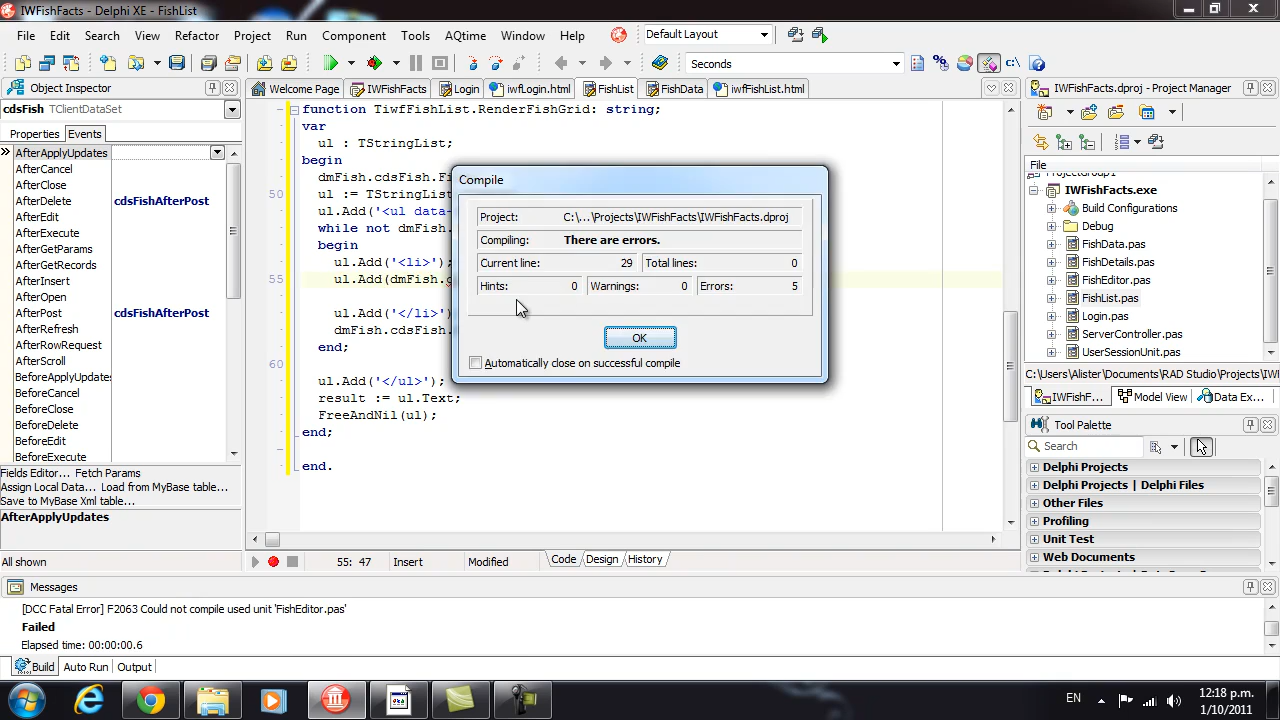 IWFishFacts - Delphi XE - FishList
File Edit Search View Refactor Project Run Component Tools AQtime Window Help Default Layout
Seconds
Object Inspector
cdsFish TClientDataSet
Properties Events
AfterApplyUpdates
AfterCancel
AfterClose
AfterDelete cdsFishAfterPost
AfterEdit
AfterExecute
AfterGetParams
AfterGetRecords
AfterInsert
AfterOpen
AfterPost cdsFishAfterPost
AfterRefresh
AfterRowRequest
AfterScroll
BeforeApplyUpdates
BeforeCancel
BeforeClose
BeforeDelete
BeforeEdit
BeforeExecute
Fields Editor... Fetch Params
Assign Local Data... Load from MyBase table...
Save to MyBase Xml table...
AfterApplyUpdates
All shown
Welcome Page IWFishFacts Login iwfLogin.html FishList FishData iwfFishList.html
function TiwfFishList.RenderFishGrid: string;
var
ul : TStringList;
begin
dmFish.cdsFish.Fi
50 ul := TStringList
ul.Add('<ul data-
while not dmFish.
begin
ul.Add('<li>');
55 ul.Add(dmFish.
ul.Add('</li>')
dmFish.cdsFish.
end;
60
ul.Add('</ul>');
result := ul.Text;
FreeAndNil(ul);
end;
end.
55: 47 Insert Modified Code Design History
Compile
Project: C:\...\Projects\IWFishFacts\IWFishFacts.dproj
Compiling: There are errors.
Current line: 29 Total lines: 0
Hints: 0 Warnings: 0 Errors: 5
OK
Automatically close on successful compile
IWFishFacts.dproj - Project Manager
File
ProjectGroup1
IWFishFacts.exe
Build Configurations
Debug
FishData.pas
FishDetails.pas
FishEditor.pas
FishList.pas
Login.pas
ServerController.pas
UserSessionUnit.pas
C:\Users\Alister\Documents\RAD Studio\Projects\IWI
IWFishF... Model View Data Ex...
Tool Palette
Search
Delphi Projects
Delphi Projects | Delphi Files
Other Files
Profiling
Unit Test
Web Documents
Messages
[DCC Fatal Error] F2063 Could not compile used unit 'FishEditor.pas'
Failed
Elapsed time: 00:00:00.6
Build Auto Run Output
EN
12:18 p.m.
1/10/2011